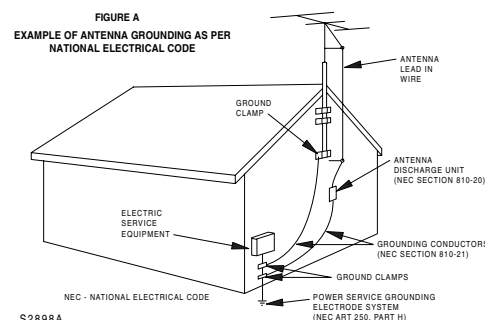 FIGURE A
EXAMPLE OF ANTENNA GROUNDING AS PER
NATIONAL ELECTRICAL CODE
ANTENNA
LEAD IN
WIRE
GROUND
CLAMP
ANTENNA
DISCHARGE UNIT
(NEC SECTION 810-20)
ELECTRIC
SERVICE
EQUIPMENT
GROUNDING CONDUCTORS
(NEC SECTION 810-21)
GROUND CLAMPS
NEC - NATIONAL ELECTRICAL CODE
POWER SERVICE GROUNDING
ELECTRODE SYSTEM
(NEC ART 250, PART H)
S2898A